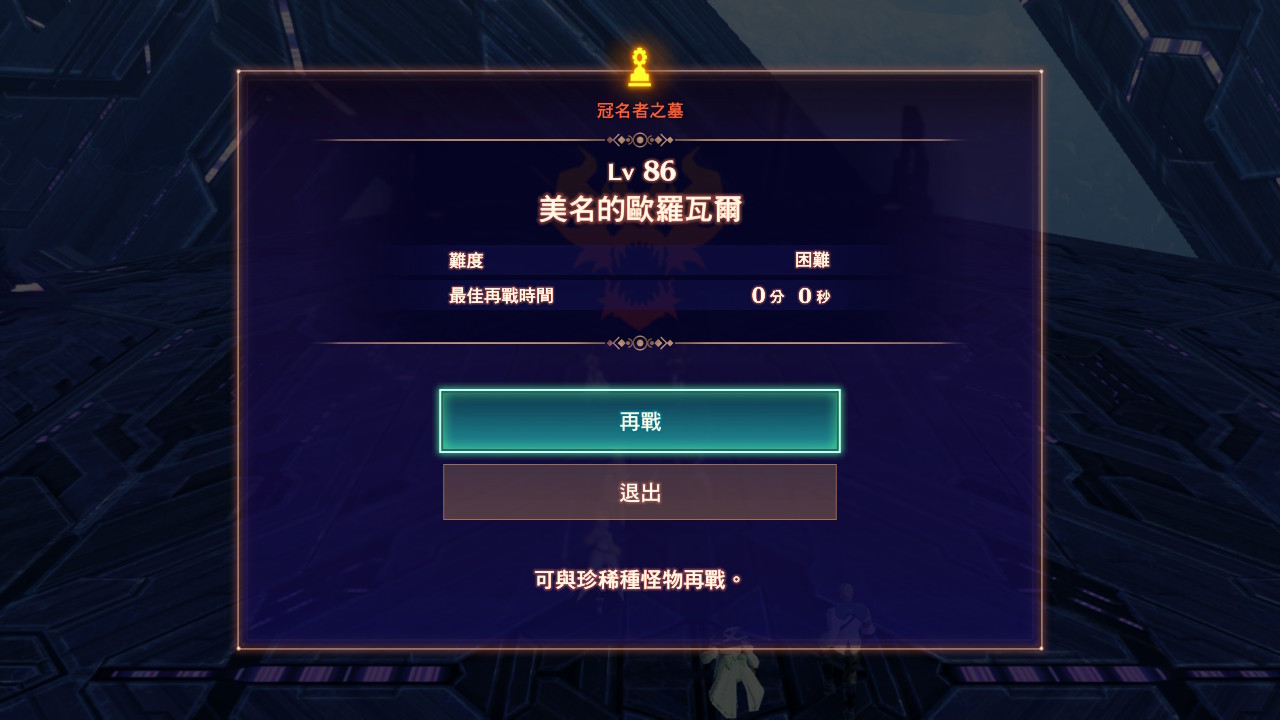 冠名者之墓
Lv 86
美名的歐羅瓦爾
難度 困難
最佳再戰時間 0分 0秒
再戰
退出
可與珍稀種怪物再戰。